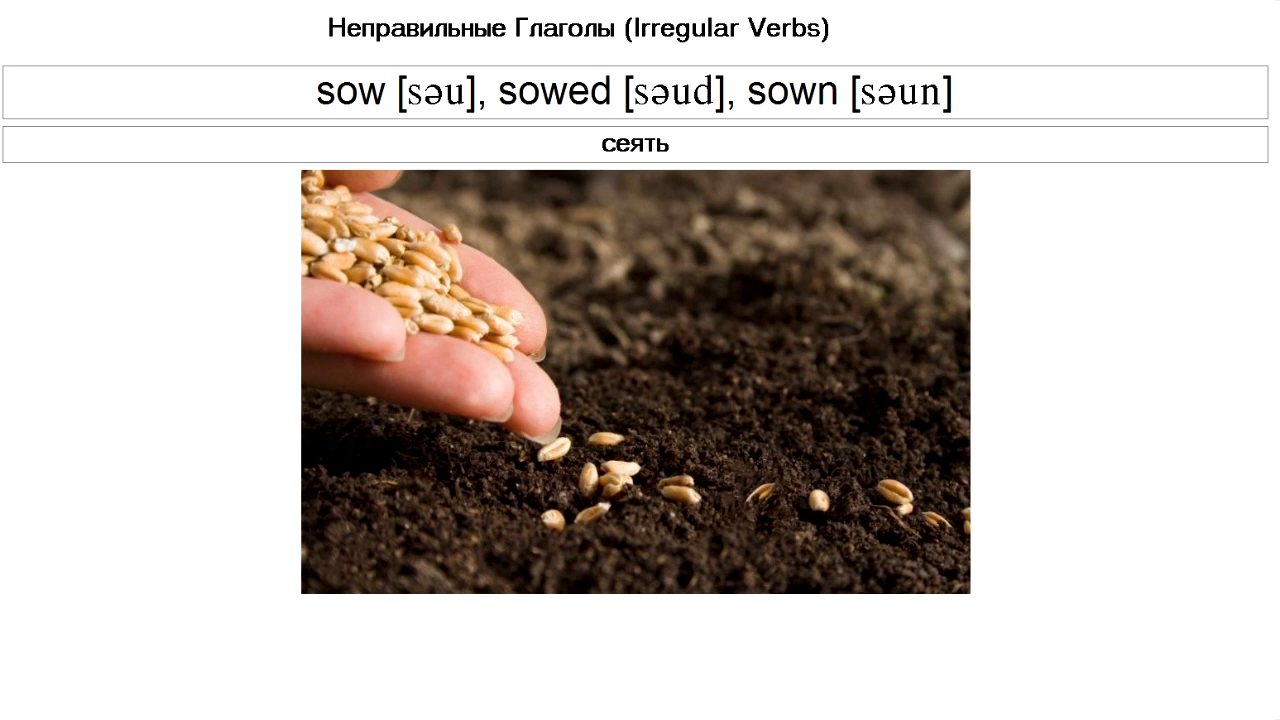 Неправильные Глаголы (Irregular Verbs)
sow [səu], sowed [səud], sown [səun]
сеять